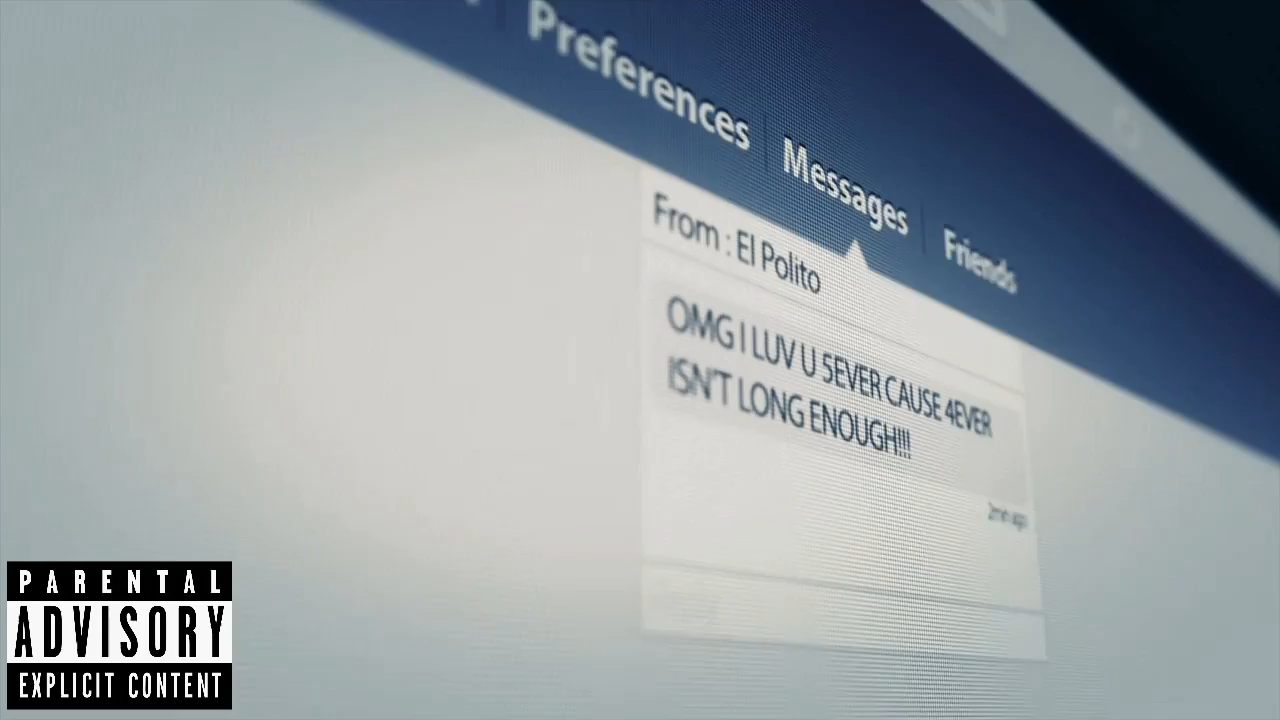 Preferences
Messages
Friends
From : El Polito
OMG I LUV U 5EVER CAUSE 4EVER
ISN'T LONG ENOUGH!!!
2min ago
PARENTAL
ADVISORY
EXPLICIT CONTENT